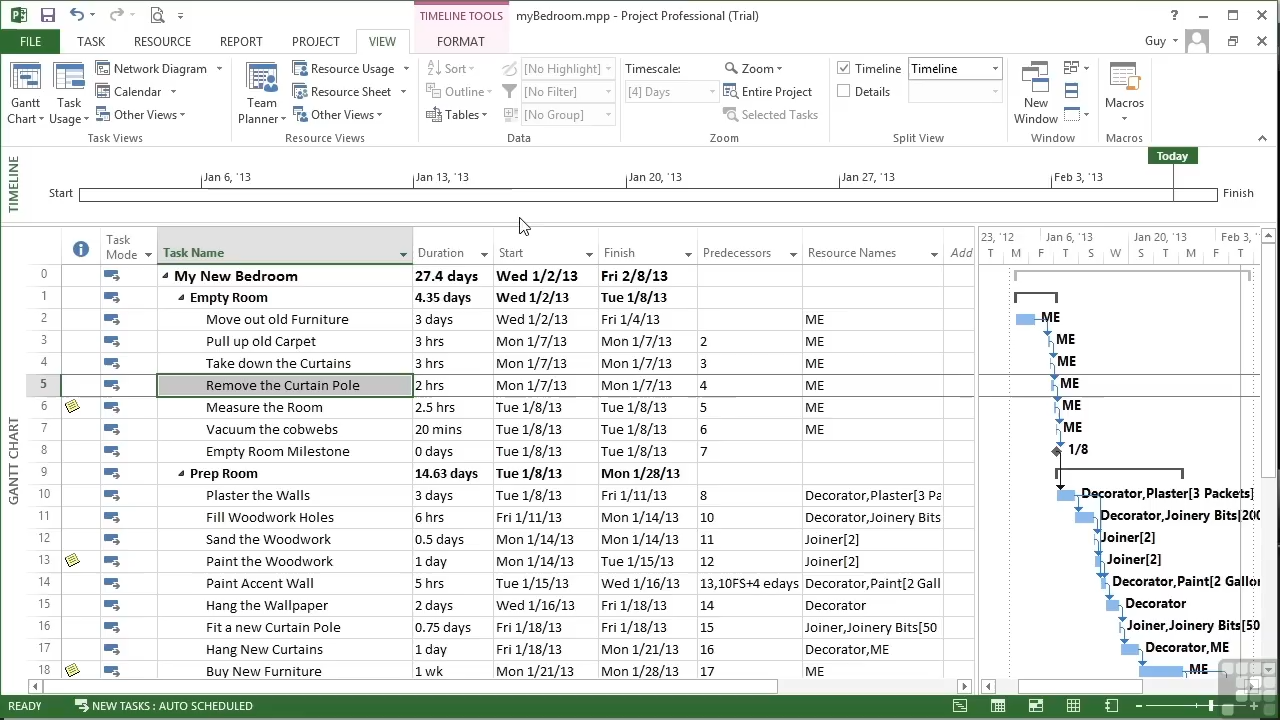 TIMELINE TOOLS
myBedroom.mpp - Project Professional (Trial)
FILE TASK RESOURCE REPORT PROJECT VIEW FORMAT
Guy
Gantt Chart
Task Usage
Network Diagram
Calendar
Other Views
Task Views
Team Planner
Resource Usage
Resource Sheet
Other Views
Resource Views
Sort
Outline
Tables
[No Highlight]
[No Filter]
[No Group]
Data
Timescale:
[4] Days
Zoom
Entire Project
Selected Tasks
Zoom
Timeline
Timeline
Details
Split View
New Window
Window
Macros
Macros
TIMELINE
Today
Jan 6, '13 Jan 13, '13 Jan 20, '13 Jan 27, '13 Feb 3, '13
Start Finish
GANTT CHART
Task Mode Task Name Duration Start Finish Predecessors Resource Names Add
0 My New Bedroom 27.4 days Wed 1/2/13 Fri 2/8/13
1 Empty Room 4.35 days Wed 1/2/13 Tue 1/8/13
2 Move out old Furniture 3 days Wed 1/2/13 Fri 1/4/13 ME
3 Pull up old Carpet 3 hrs Mon 1/7/13 Mon 1/7/13 2 ME
4 Take down the Curtains 3 hrs Mon 1/7/13 Mon 1/7/13 3 ME
5 Remove the Curtain Pole 2 hrs Mon 1/7/13 Mon 1/7/13 4 ME
6 Measure the Room 2.5 hrs Tue 1/8/13 Tue 1/8/13 5 ME
7 Vacuum the cobwebs 20 mins Tue 1/8/13 Tue 1/8/13 6 ME
8 Empty Room Milestone 0 days Tue 1/8/13 Tue 1/8/13 7
9 Prep Room 14.63 days Tue 1/8/13 Mon 1/28/13
10 Plaster the Walls 3 days Tue 1/8/13 Fri 1/11/13 8 Decorator,Plaster[3 Pa
11 Fill Woodwork Holes 6 hrs Fri 1/11/13 Mon 1/14/13 10 Decorator,Joinery Bits
12 Sand the Woodwork 0.5 days Mon 1/14/13 Mon 1/14/13 11 Joiner[2]
13 Paint the Woodwork 1 day Mon 1/14/13 Tue 1/15/13 12 Joiner[2]
14 Paint Accent Wall 5 hrs Tue 1/15/13 Wed 1/16/13 13,10FS+4 edays Decorator,Paint[2 Gall
15 Hang the Wallpaper 2 days Wed 1/16/13 Fri 1/18/13 14 Decorator
16 Fit a new Curtain Pole 0.75 days Fri 1/18/13 Fri 1/18/13 15 Joiner,Joinery Bits[50
17 Hang New Curtains 1 day Fri 1/18/13 Mon 1/21/13 16 Decorator,ME
18 Buy New Furniture 1 wk Mon 1/21/13 Mon 1/28/13 17 ME
23, '12 Jan 6, '13 Jan 20, '13 Feb 3, '
T M F T S W S T M F T
ME
ME
ME
ME
ME
ME
1/8
Decorator,Plaster[3 Packets]
Decorator,Joinery Bits[200
Joiner[2]
Joiner[2]
Decorator,Paint[2 Gallon
Decorator
Joiner,Joinery Bits[50
Decorator,ME
ME
READY NEW TASKS : AUTO SCHEDULED